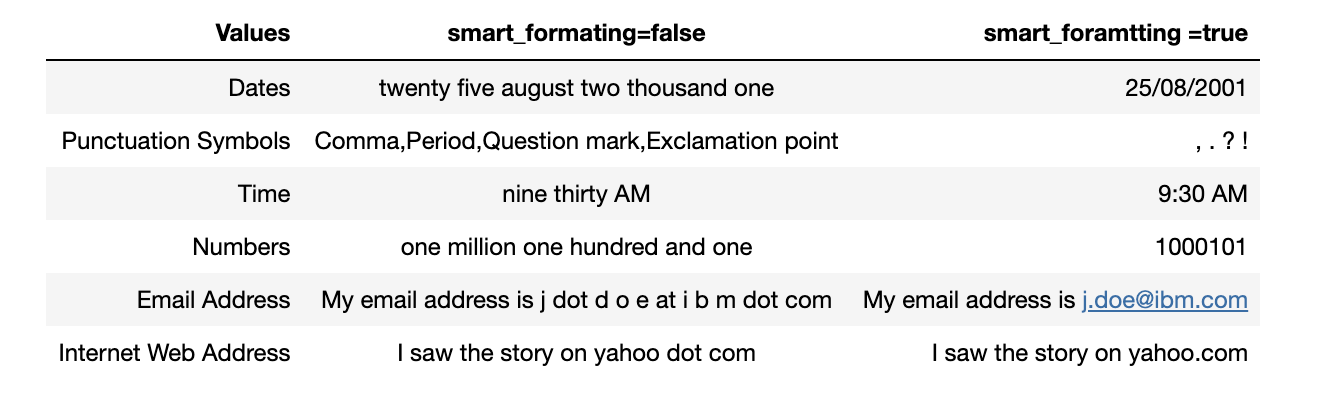 Values smart_formating=false smart_foramtting =true
Dates twenty five august two thousand one 25/08/2001
Punctuation Symbols Comma,Period,Question mark,Exclamation point , . ? !
Time nine thirty AM 9:30 AM
Numbers one million one hundred and one 1000101
Email Address My email address is j dot d o e at i b m dot com My email address is j.doe@ibm.com
Internet Web Address I saw the story on yahoo dot com I saw the story on yahoo.com